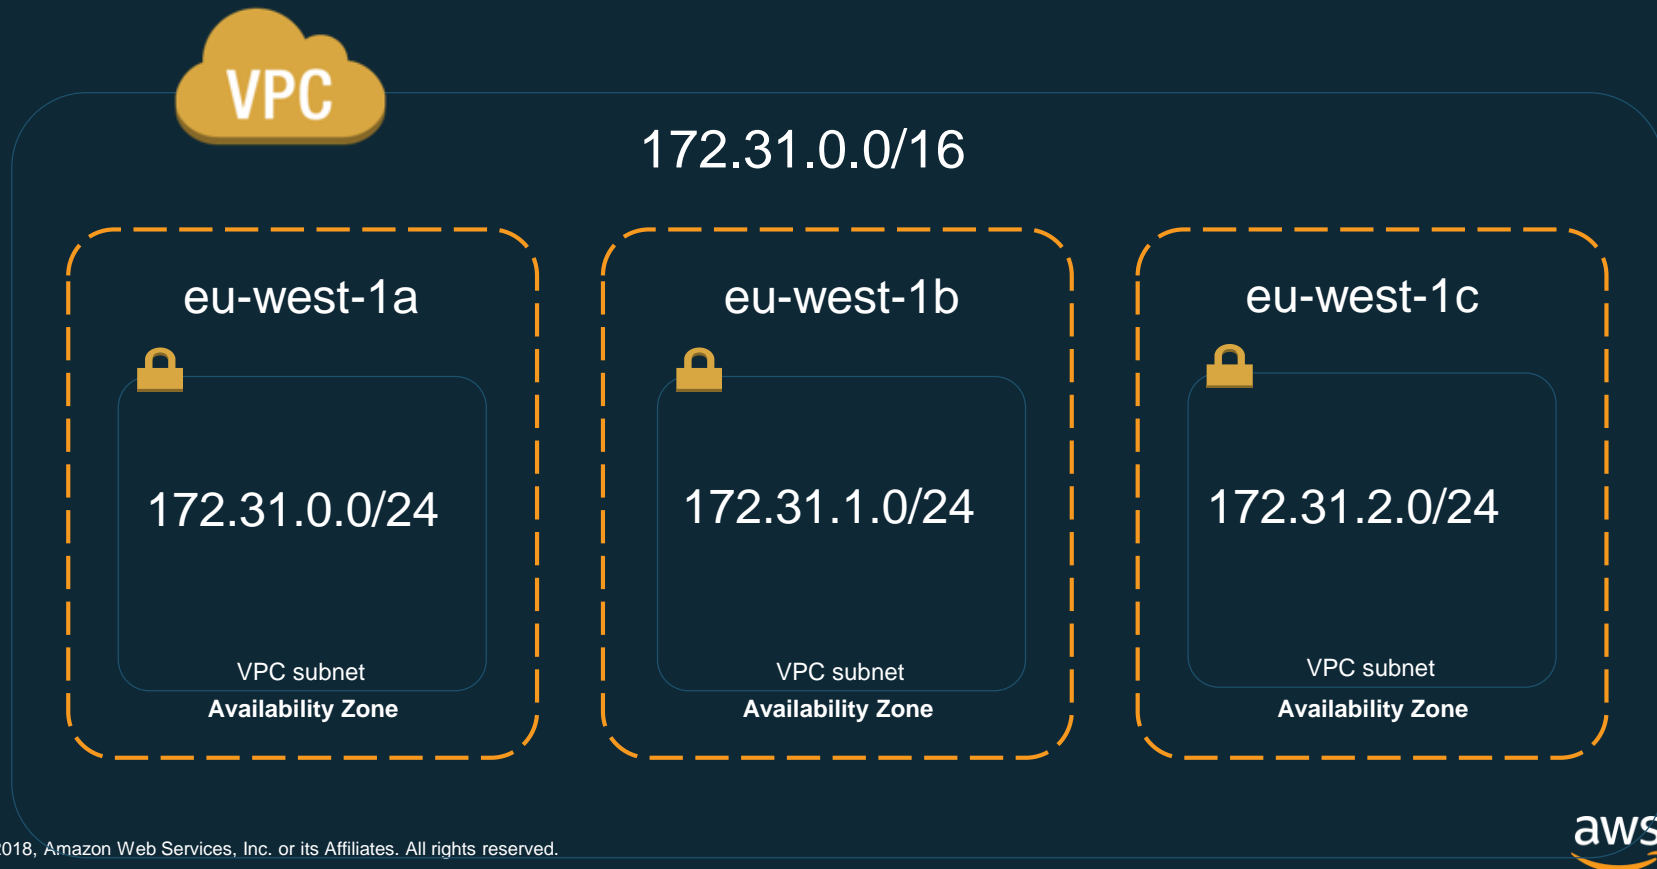 VPC
172.31.0.0/16
eu-west-1a
172.31.0.0/24
VPC subnet
Availability Zone
eu-west-1b
172.31.1.0/24
VPC subnet
Availability Zone
eu-west-1c
172.31.2.0/24
VPC subnet
Availability Zone
2018, Amazon Web Services, Inc. or its Affiliates. All rights reserved.
aws